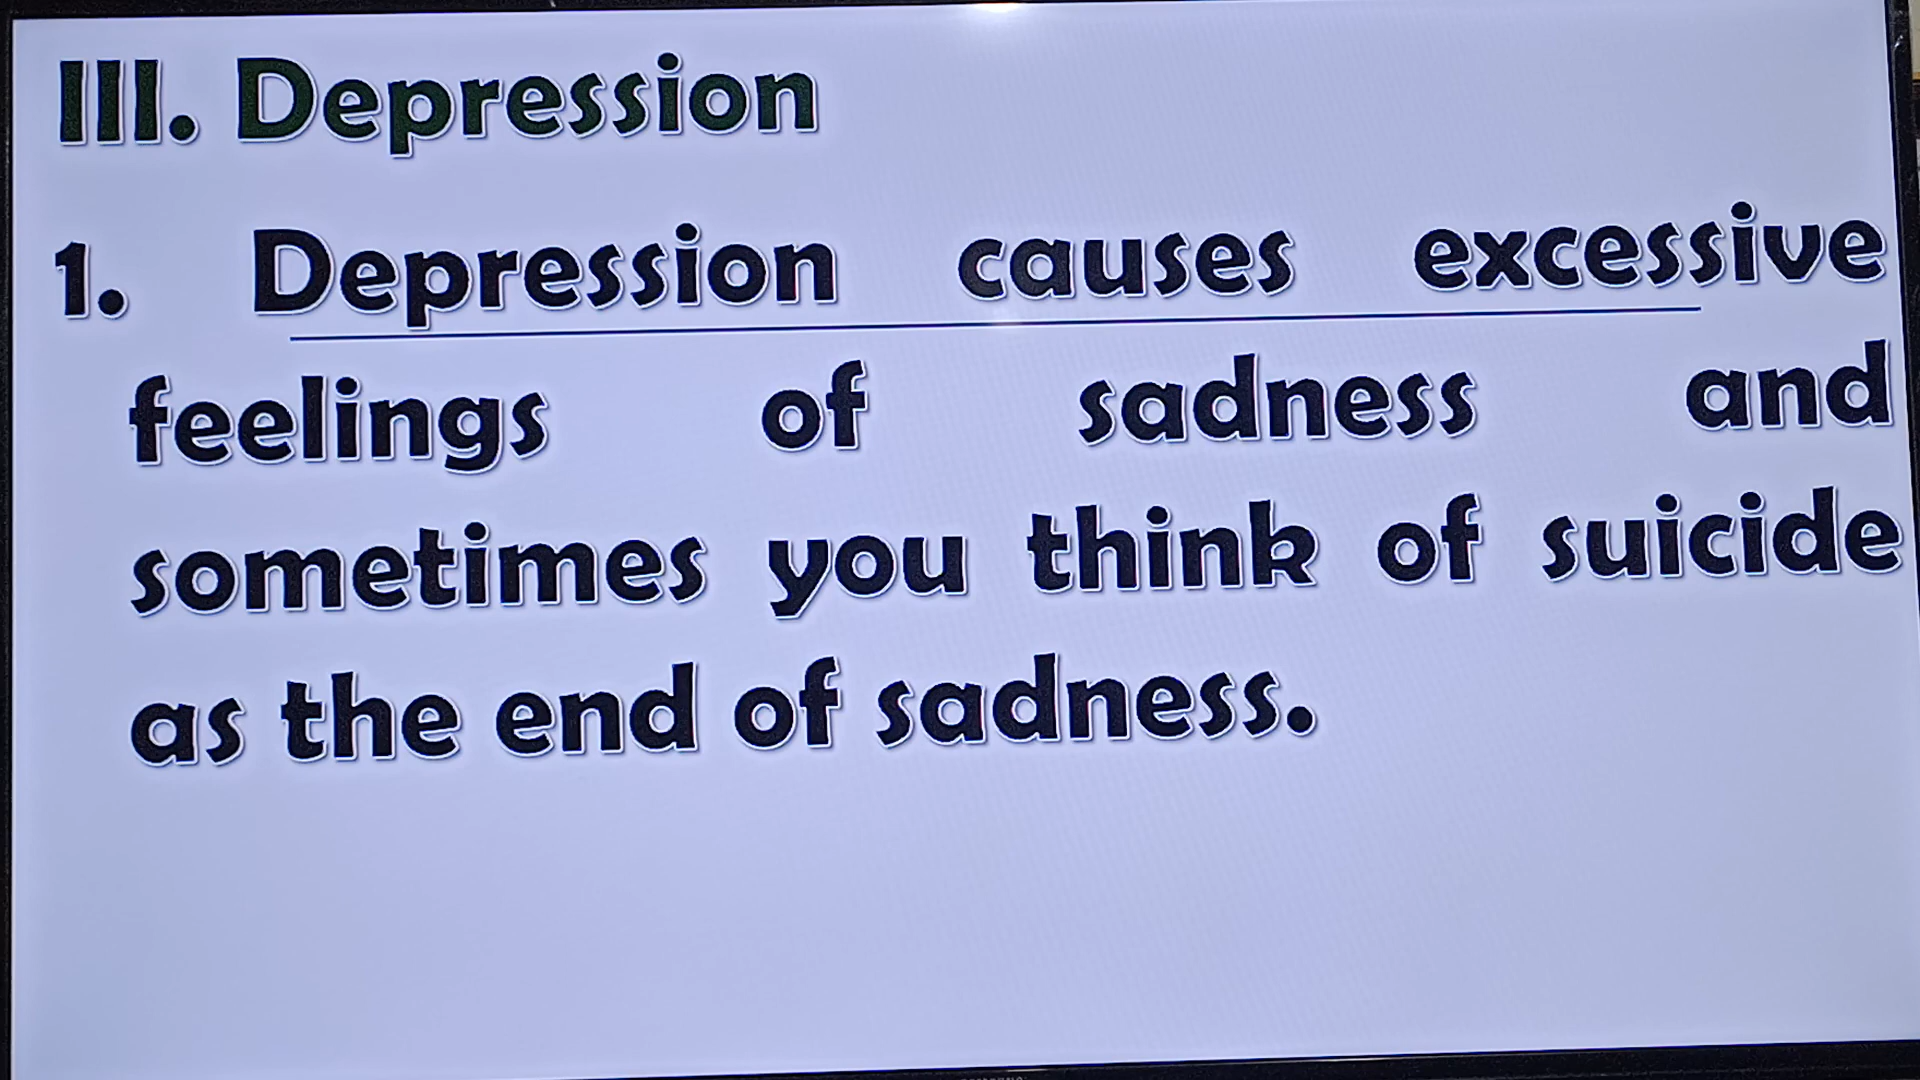 III. Depression
1. Depression causes excessive
feelings of sadness and
sometimes you think of suicide
as the end of sadness.